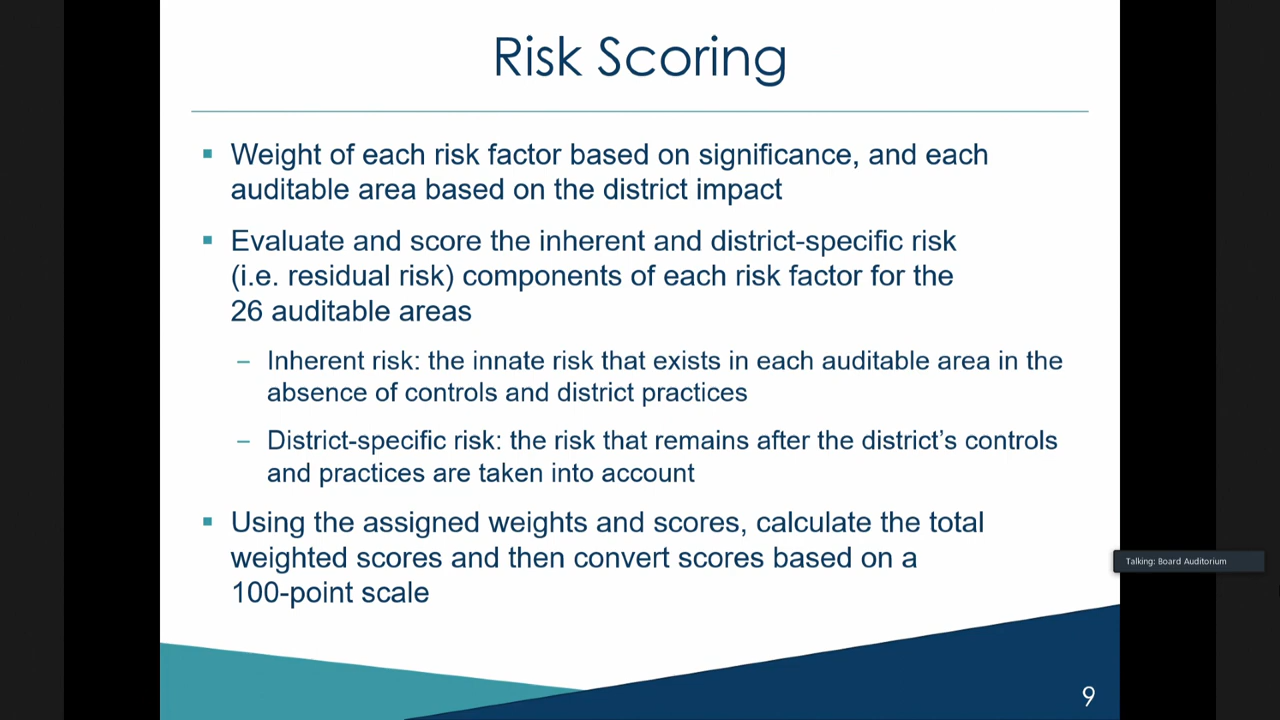 Risk Scoring
▪ Weight of each risk factor based on significance, and each
auditable area based on the district impact
▪ Evaluate and score the inherent and district-specific risk
(i.e. residual risk) components of each risk factor for the
26 auditable areas
– Inherent risk: the innate risk that exists in each auditable area in the
absence of controls and district practices
– District-specific risk: the risk that remains after the district’s controls
and practices are taken into account
▪ Using the assigned weights and scores, calculate the total
weighted scores and then convert scores based on a
100-point scale
Talking: Board Auditorium
9